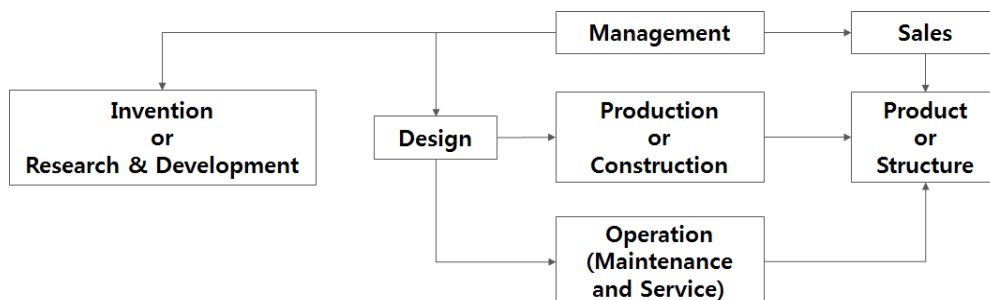 Management
Sales
Invention
or
Research & Development
Design
Production
or
Construction
Product
or
Structure
Operation
(Maintenance
and Service)